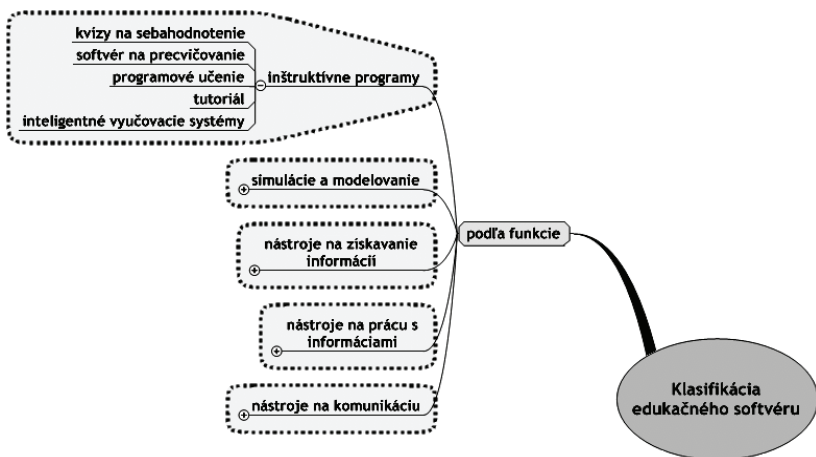 kvízy na sebahodnotenie
softvér na precvičovanie
programové učenie
tutoriál
inteligentné vyučovacie systémy
inštruktívne programy
simulácie a modelovanie
nástroje na získavanie
informácií
nástroje na prácu s
informáciami
nástroje na komunikáciu
podľa funkcie
Klasifikácia
edukačného softvéru